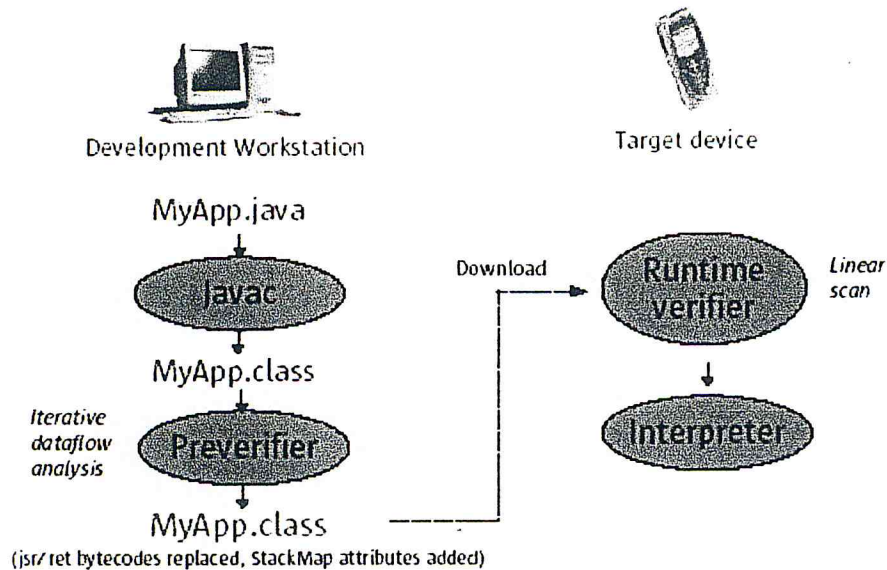 Development Workstation
Target device
MyApp.java
Javac
MyApp.class
Iterative
dataflow
analysis
Preverifier
MyApp.class
(jsr/ret bytecodes replaced, StackMap attributes added)
Download
Runtime
verifier
Linear
scan
Interpreter